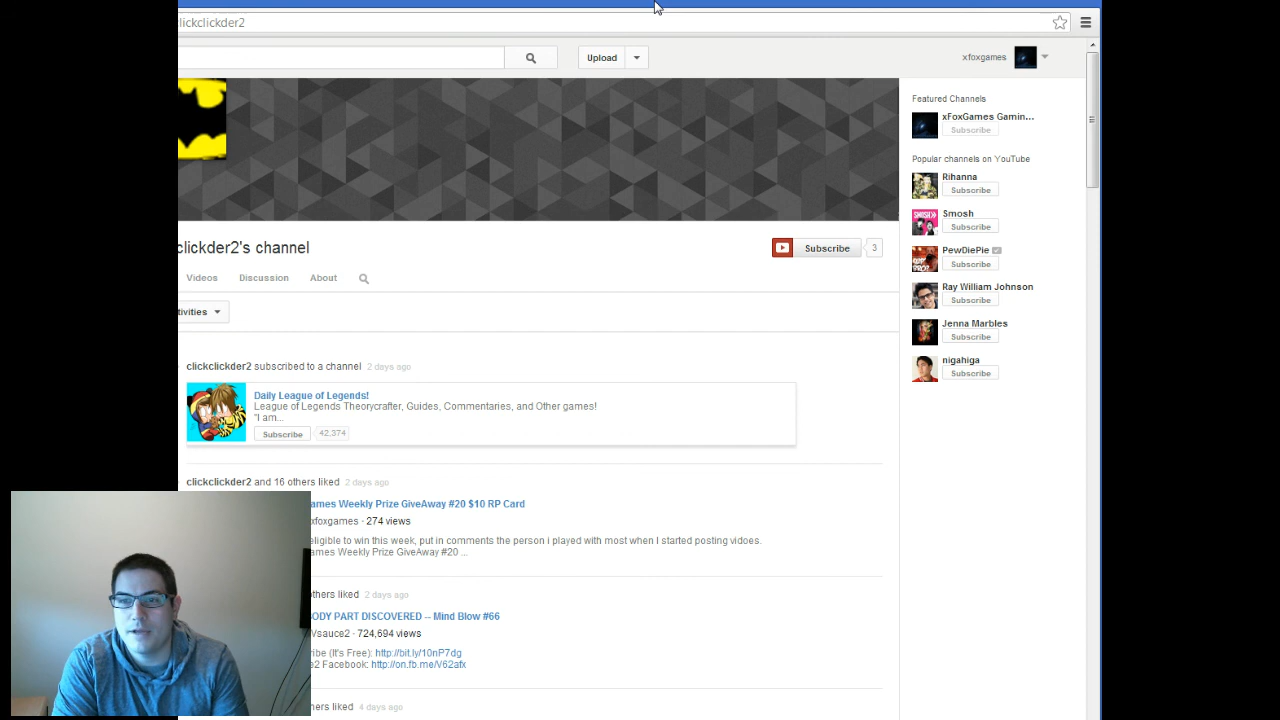 clickclickder2
Upload
xfoxgames
Featured Channels
xFoxGames Gamin...
Subscribe
Popular channels on YouTube
Rihanna
Subscribe
SMOSH
Smosh
Subscribe
PewDiePie
Subscribe
Ray William Johnson
Subscribe
Jenna Marbles
Subscribe
nigahiga
Subscribe
clickder2's channel
Subscribe 3
Videos Discussion About
tivities
clickclickder2 subscribed to a channel 2 days ago
Daily League of Legends!
League of Legends Theorycrafter, Guides, Commentaries, and Other games!
"I am...
Subscribe 42,374
clickclickder2 and 16 others liked 2 days ago
ames Weekly Prize GiveAway #20 $10 RP Card
xfoxgames · 274 views
eligible to win this week, put in comments the person i played with most when I started posting vidoes.
ames Weekly Prize GiveAway #20 ...
others liked 2 days ago
BODY PART DISCOVERED -- Mind Blow #66
Vsauce2 · 724,694 views
ribe (It's Free): http://bit.ly/10nP7dg
e2 Facebook: http://on.fb.me/V62afx
hers liked 4 days ago